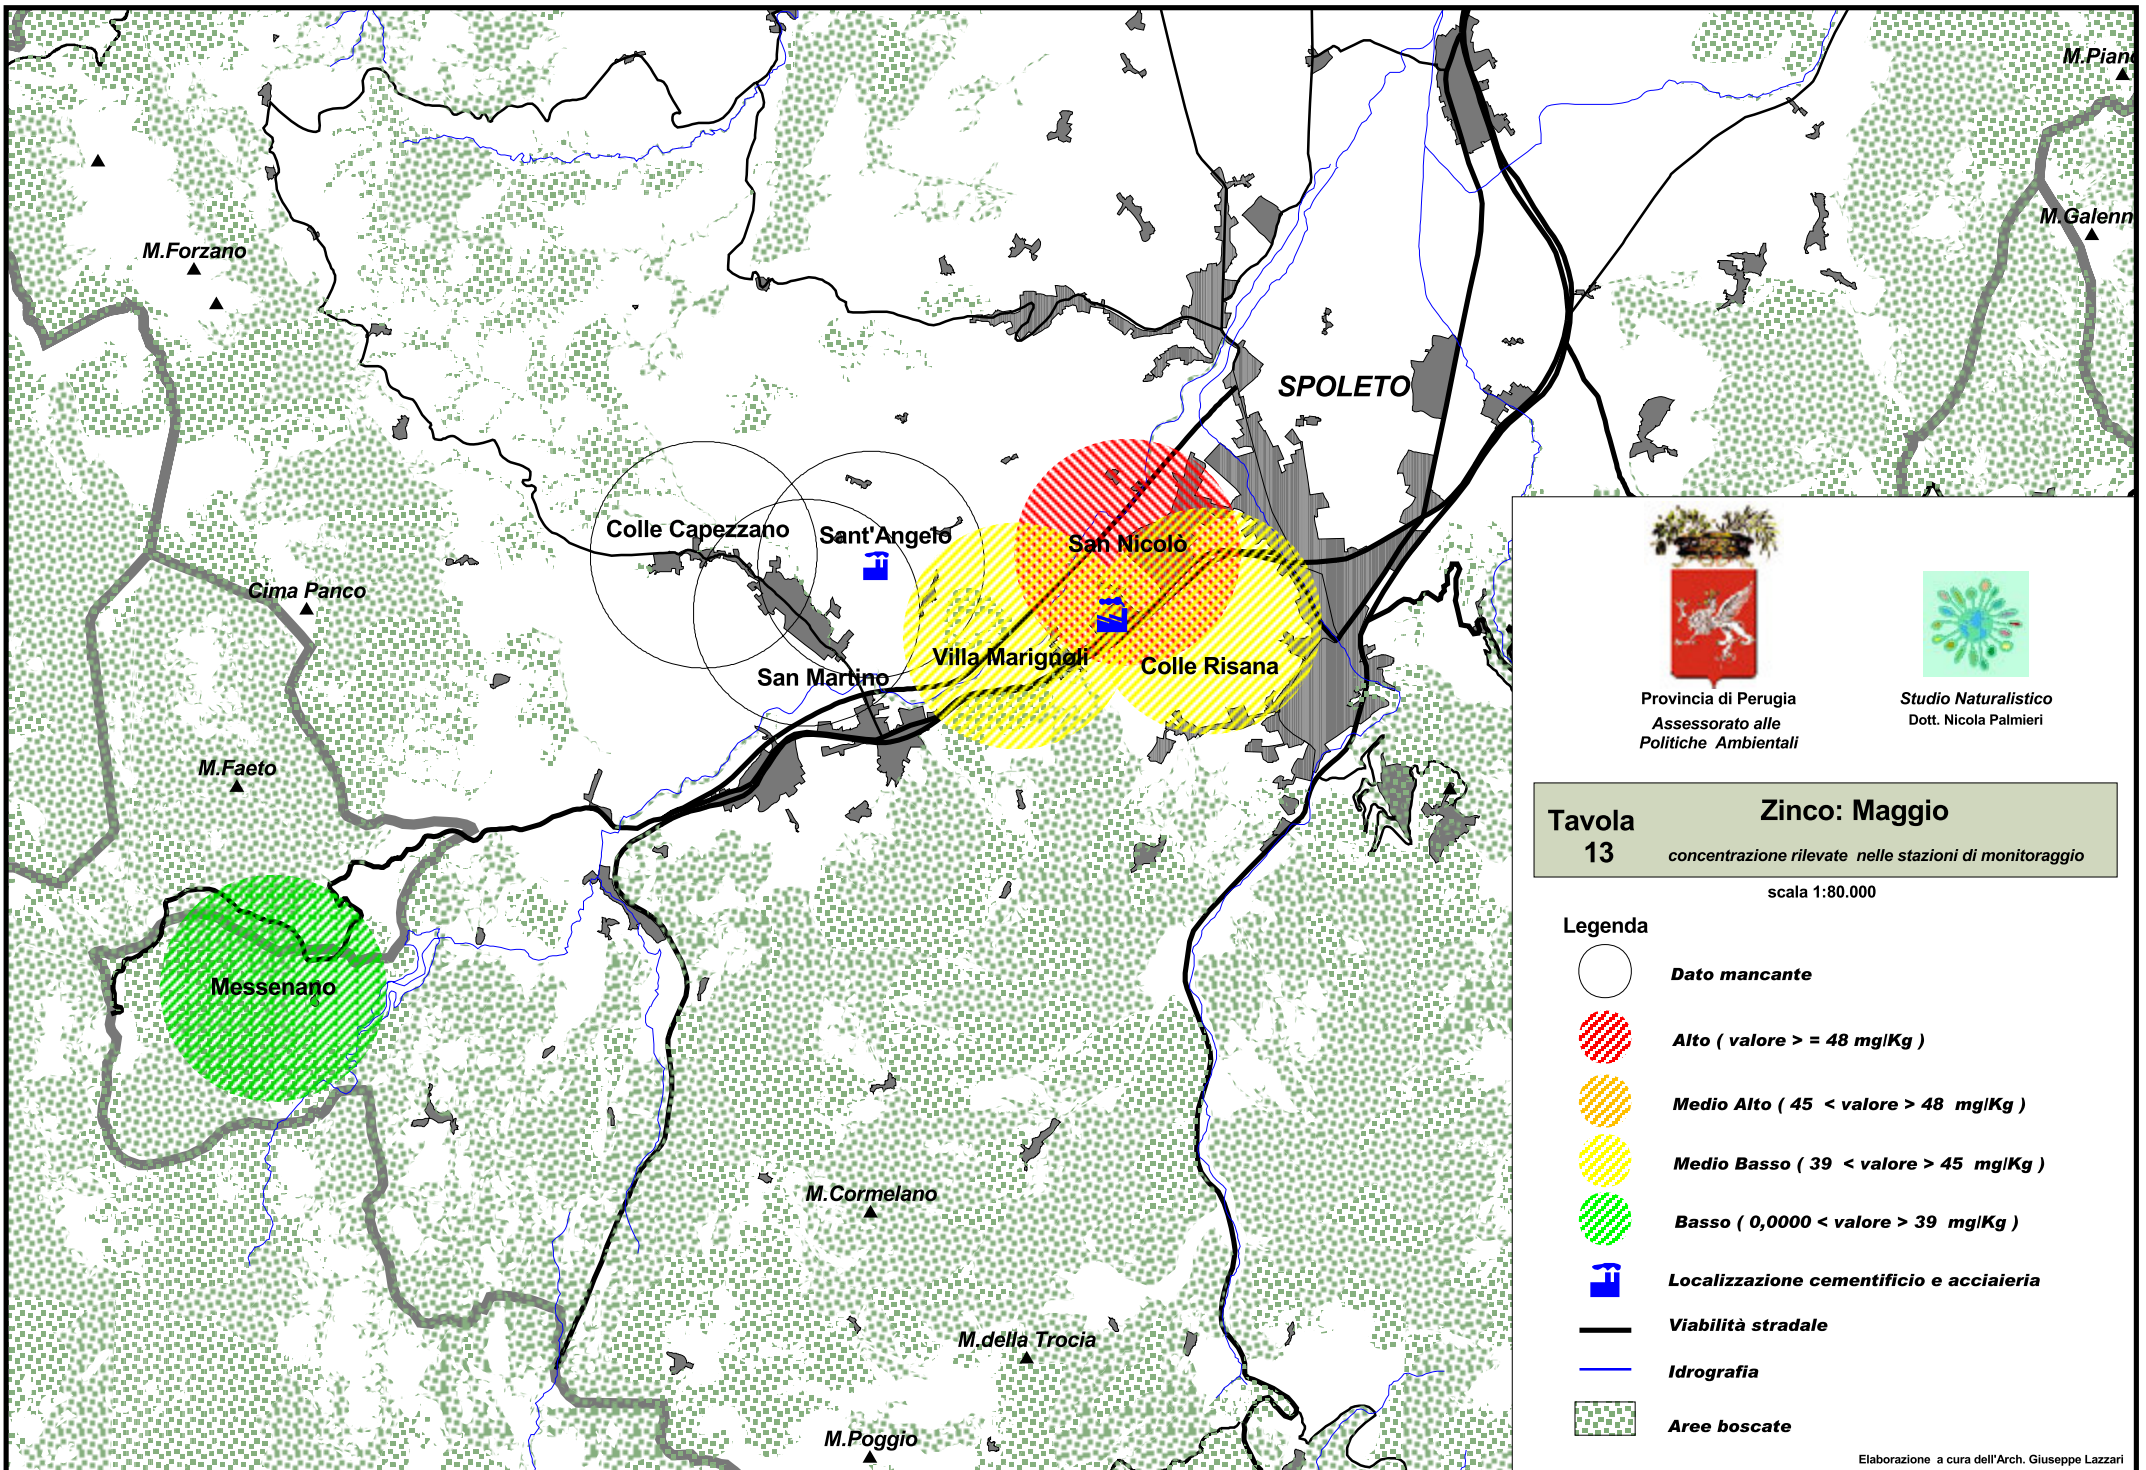 M.Forzano
SPOLETO
Colle Capezzano
Sant'Angelo
San Nicolò
Cima Panco
Villa Marignoli
Colle Risana
San Martino
M.Faeto
Messenano
M.Cormelano
M.della Trocia
M.Poggio
Provincia di Perugia
Assessorato alle
Politiche Ambientali
Studio Naturalistico
Dott. Nicola Palmieri
Tavola
13
Zinco: Maggio
concentrazione rilevate nelle stazioni di monitoraggio
scala 1:80.000
Legenda
Dato mancante
Alto ( valore > = 48 mg/Kg )
Medio Alto ( 45 < valore > 48 mg/Kg )
Medio Basso ( 39 < valore > 45 mg/Kg )
Basso ( 0,0000 < valore > 39 mg/Kg )
Localizzazione cementificio e acciaieria
Viabilità stradale
Idrografia
Aree boscate
Elaborazione a cura dell'Arch. Giuseppe Lazzari